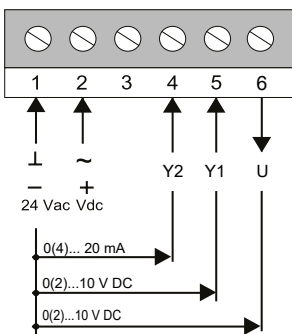 1 2 3 4 5 6
⊥ ~ Y2 Y1 U
− +
24 Vac Vdc
0(4)... 20 mA
0(2)...10 V DC
0(2)...10 V DC